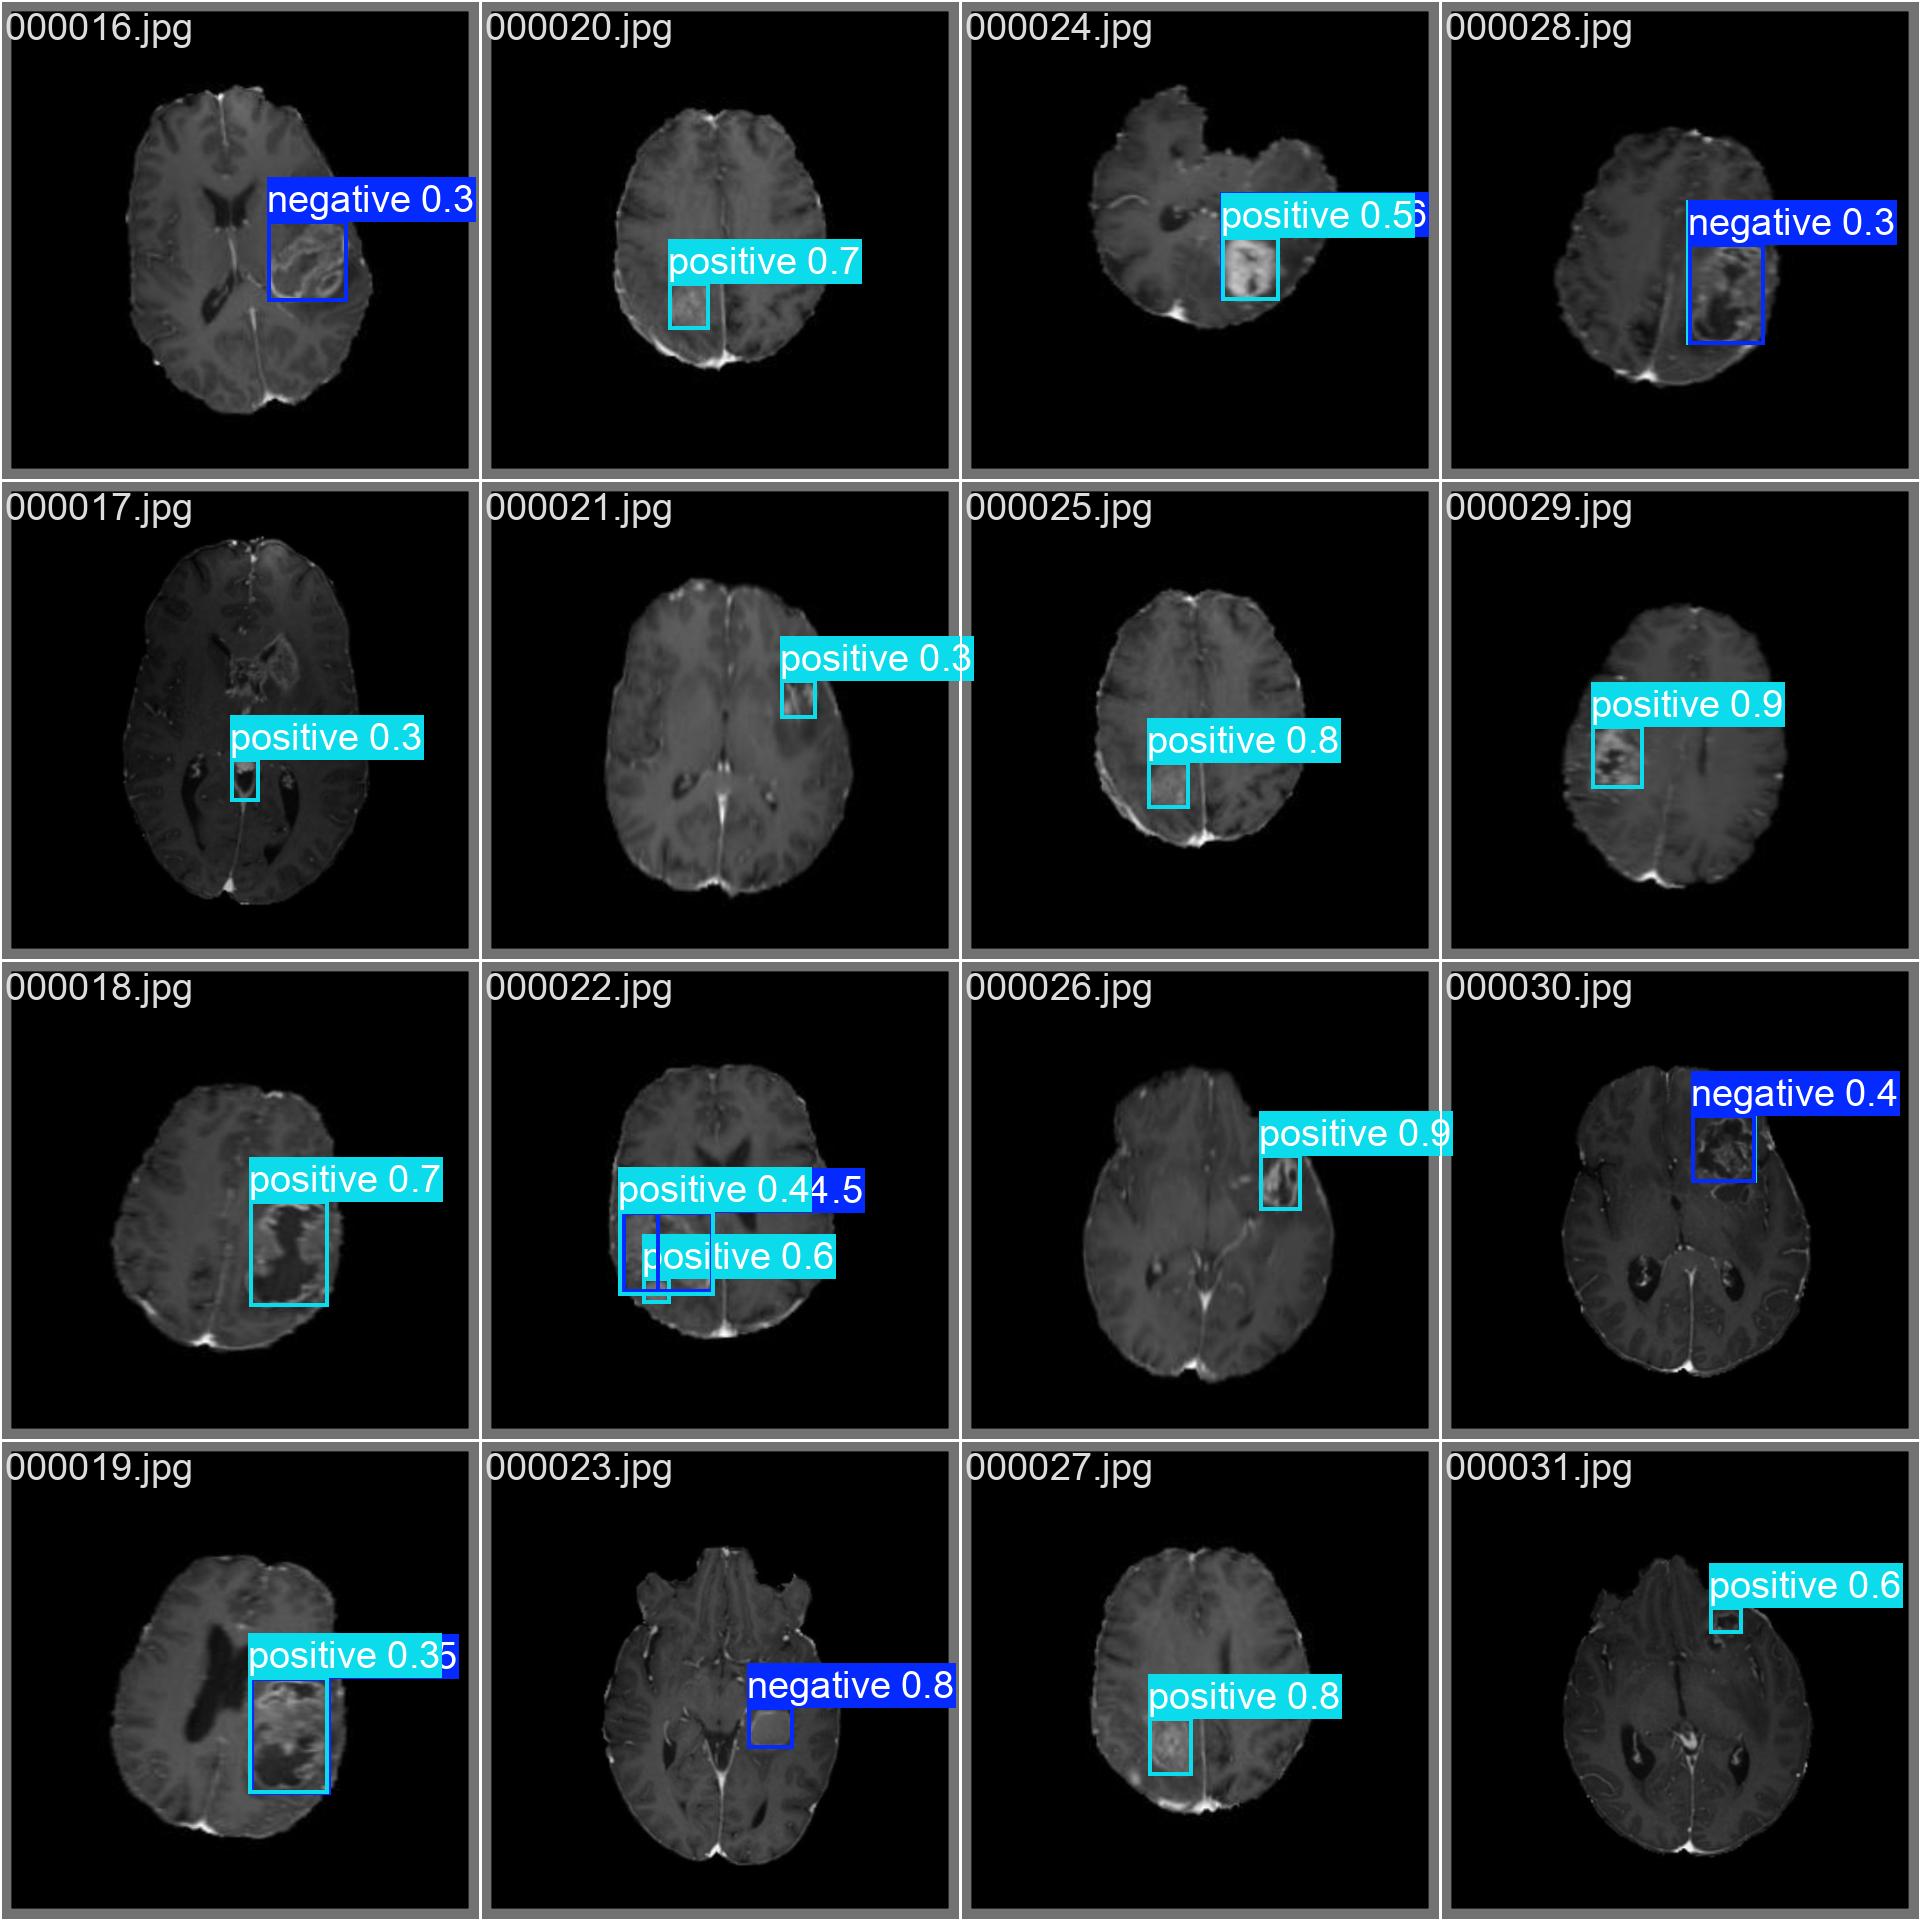 000016.jpg
negative 0.3
000020.jpg
positive 0.7
000024.jpg
positive 0.5
000028.jpg
negative 0.3
000017.jpg
positive 0.3
000021.jpg
positive 0.3
000025.jpg
positive 0.8
000029.jpg
positive 0.9
000018.jpg
positive 0.7
000022.jpg
positive 0.4
positive 0.6
000026.jpg
positive 0.9
000030.jpg
negative 0.4
000019.jpg
positive 0.3
000023.jpg
negative 0.8
000027.jpg
positive 0.8
000031.jpg
positive 0.6